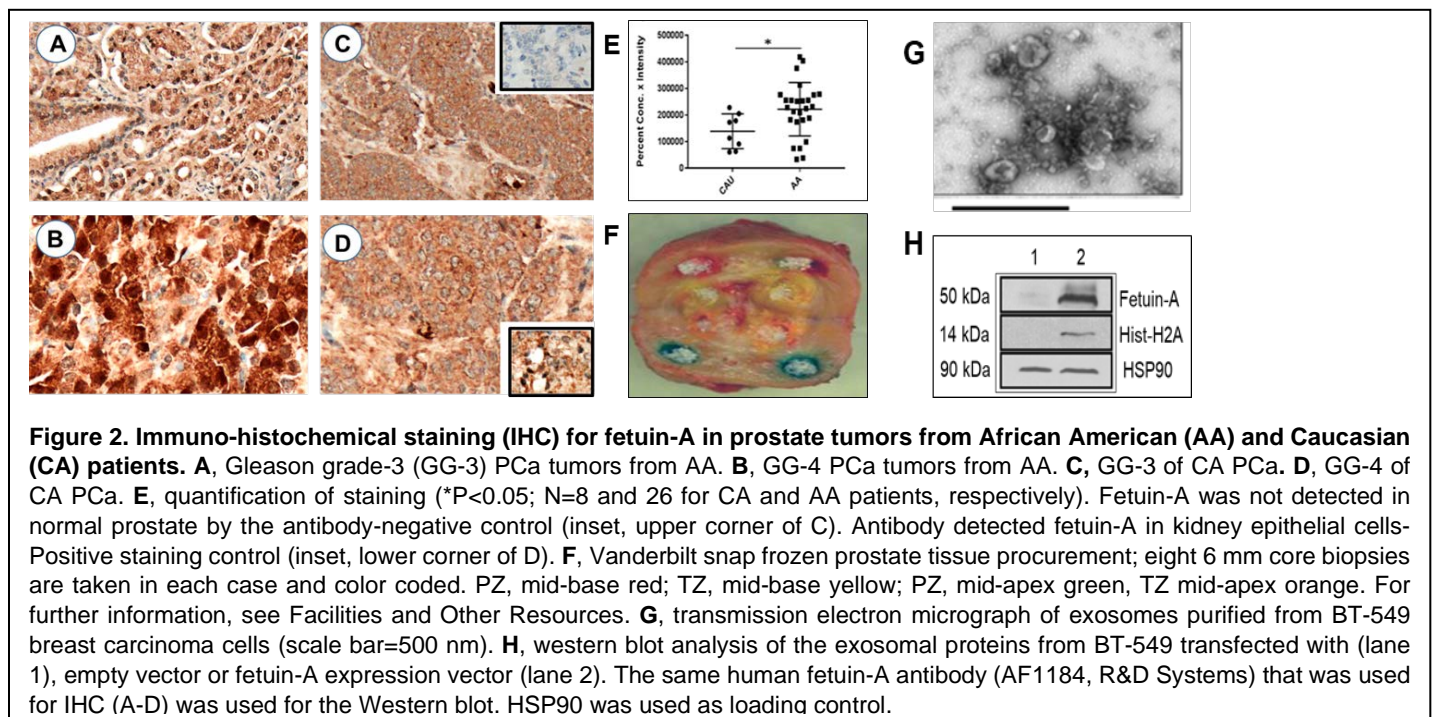 A
C
E
500000
400000
300000
200000
100000
0
Percent Conc. x Intensity
*
CAU
AA
G
B
D
F
H
1 2
50 kDa Fetuin-A
14 kDa Hist-H2A
90 kDa HSP90
Figure 2. Immuno-histochemical staining (IHC) for fetuin-A in prostate tumors from African American (AA) and Caucasian
(CA) patients. A, Gleason grade-3 (GG-3) PCa tumors from AA. B, GG-4 PCa tumors from AA. C, GG-3 of CA PCa. D, GG-4 of
CA PCa. E, quantification of staining (*P<0.05; N=8 and 26 for CA and AA patients, respectively). Fetuin-A was not detected in
normal prostate by the antibody-negative control (inset, upper corner of C). Antibody detected fetuin-A in kidney epithelial cells-
Positive staining control (inset, lower corner of D). F, Vanderbilt snap frozen prostate tissue procurement; eight 6 mm core biopsies
are taken in each case and color coded. PZ, mid-base red; TZ, mid-base yellow; PZ, mid-apex green, TZ mid-apex orange. For
further information, see Facilities and Other Resources. G, transmission electron micrograph of exosomes purified from BT-549
breast carcinoma cells (scale bar=500 nm). H, western blot analysis of the exosomal proteins from BT-549 transfected with (lane
1), empty vector or fetuin-A expression vector (lane 2). The same human fetuin-A antibody (AF1184, R&D Systems) that was used
for IHC (A-D) was used for the Western blot. HSP90 was used as loading control.